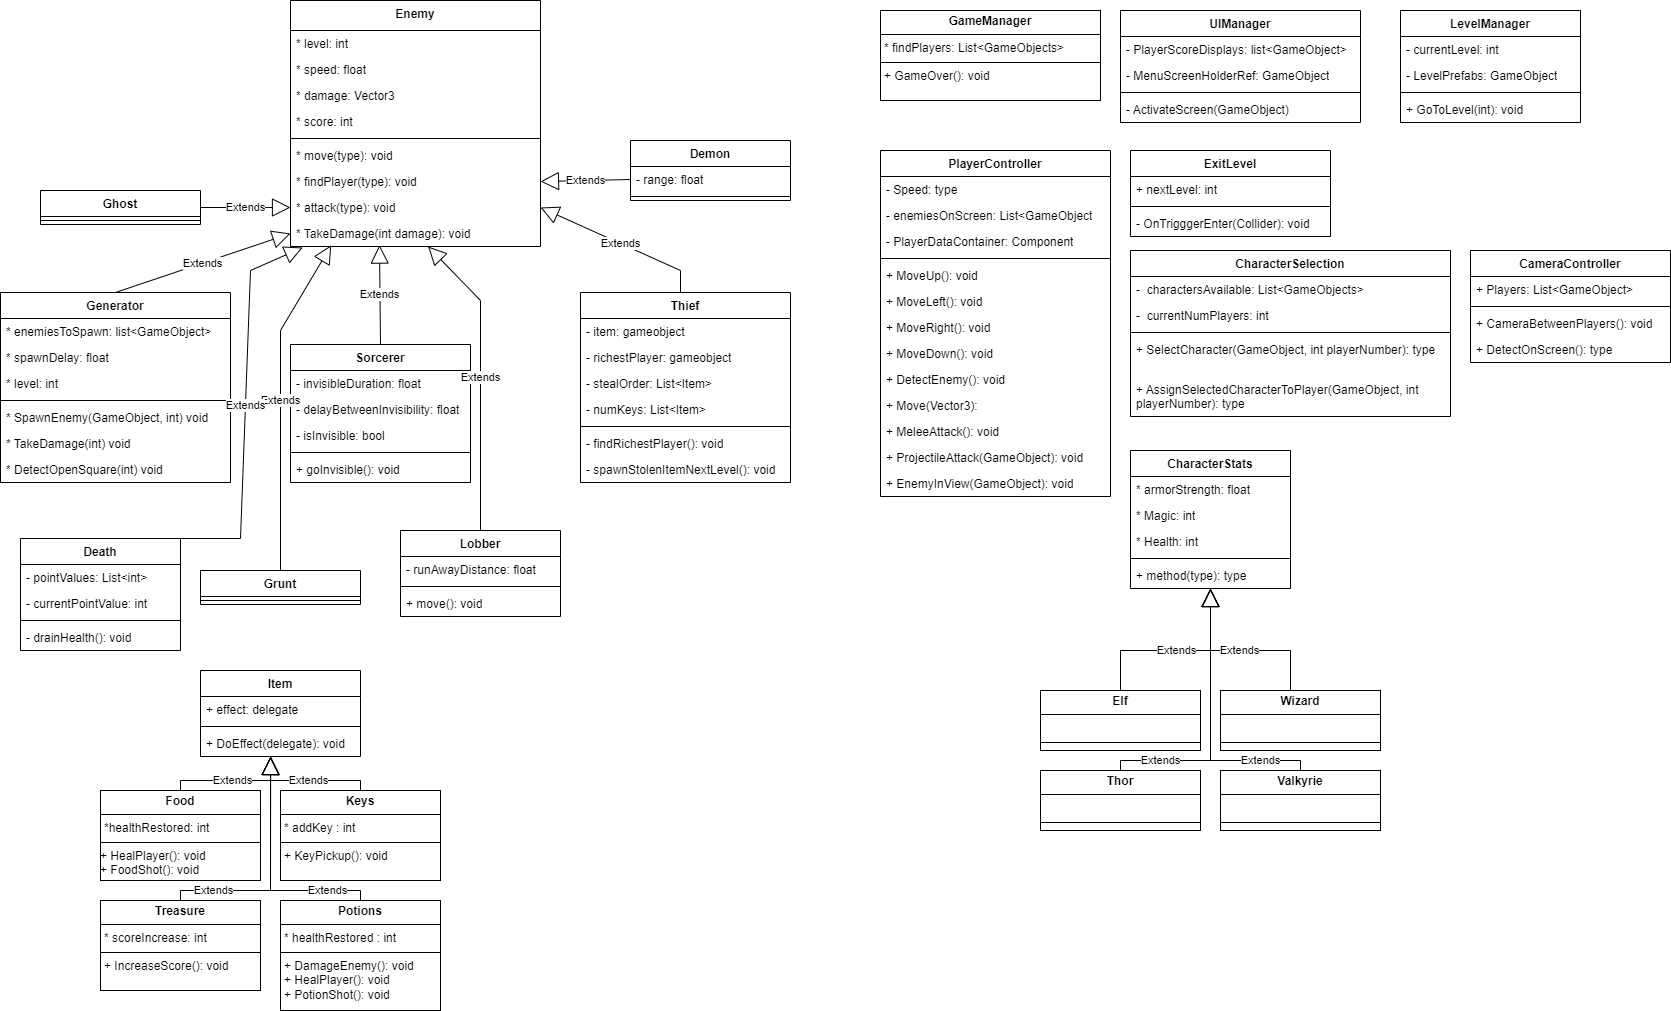 Enemy
* level: int
* speed: float
* damage: Vector3
* score: int
* move(type): void
* findPlayer(type): void
* attack(type): void
* TakeDamage(int damage): void
Demon
- range: float
Extends
Ghost
Extends
Extends
Extends
Generator
* enemiesToSpawn: list<GameObject>
* spawnDelay: float
* level: int
* SpawnEnemy(GameObject, int) void
* TakeDamage(int) void
* DetectOpenSquare(int) void
Extends
Sorcerer
- invisibleDuration: float
- delayBetweenInvisibility: float
- isInvisible: bool
+ goInvisible(): void
Extends
Extends
Extends
Thief
- item: gameobject
- richestPlayer: gameobject
- stealOrder: List<Item>
- numKeys: List<Item>
- findRichestPlayer(): void
- spawnStolenItemNextLevel(): void
Death
- pointValues: List<int>
- currentPointValue: int
- drainHealth(): void
Grunt
Lobber
- runAwayDistance: float
+ move(): void
Item
+ effect: delegate
+ DoEffect(delegate): void
Extends
Extends
Food
*healthRestored: int
+ HealPlayer(): void
+ FoodShot(): void
Keys
* addKey : int
+ KeyPickup(): void
Extends
Extends
Treasure
* scoreIncrease: int
+ IncreaseScore(): void
Potions
* healthRestored : int
+ DamageEnemy(): void
+ HealPlayer(): void
+ PotionShot(): void
GameManager
* findPlayers: List<GameObjects>
+ GameOver(): void
UIManager
- PlayerScoreDisplays: list<GameObject>
- MenuScreenHolderRef: GameObject
- ActivateScreen(GameObject)
LevelManager
- currentLevel: int
- LevelPrefabs: GameObject
+ GoToLevel(int): void
PlayerController
- Speed: type
- enemiesOnScreen: List<GameObject
- PlayerDataContainer: Component
+ MoveUp(): void
+ MoveLeft(): void
+ MoveRight(): void
+ MoveDown(): void
+ DetectEnemy(): void
+ Move(Vector3):
+ MeleeAttack(): void
+ ProjectileAttack(GameObject): void
+ EnemyInView(GameObject): void
ExitLevel
+ nextLevel: int
- OnTrigggerEnter(Collider): void
CharacterSelection
- charactersAvailable: List<GameObjects>
- currentNumPlayers: int
+ SelectCharacter(GameObject, int playerNumber): type
+ AssignSelectedCharacterToPlayer(GameObject, int
playerNumber): type
CameraController
+ Players: List<GameObject>
+ CameraBetweenPlayers(): void
+ DetectOnScreen(): type
CharacterStats
* armorStrength: float
* Magic: int
* Health: int
+ method(type): type
Extends
Extends
Elf
Wizard
Extends
Extends
Thor
Valkyrie